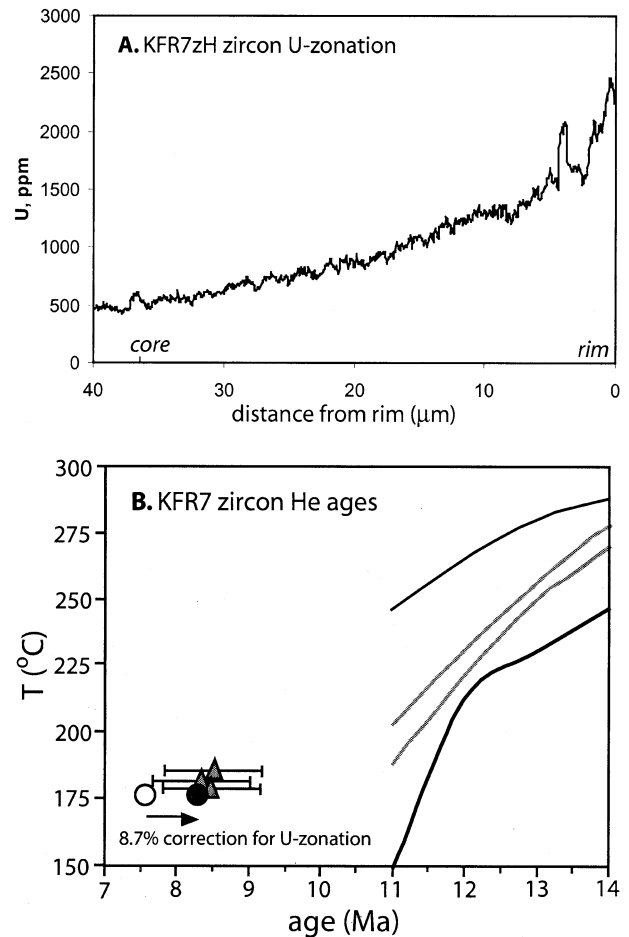 A. KFR7zH zircon U-zonation
U, ppm
3000
2500
2000
1500
1000
500
0
core
rim
40 30 20 10 0
distance from rim (μm)
B. KFR7 zircon He ages
T (°C)
300
275
250
225
200
175
150
8.7% correction for U-zonation
7 8 9 10 11 12 13 14
age (Ma)